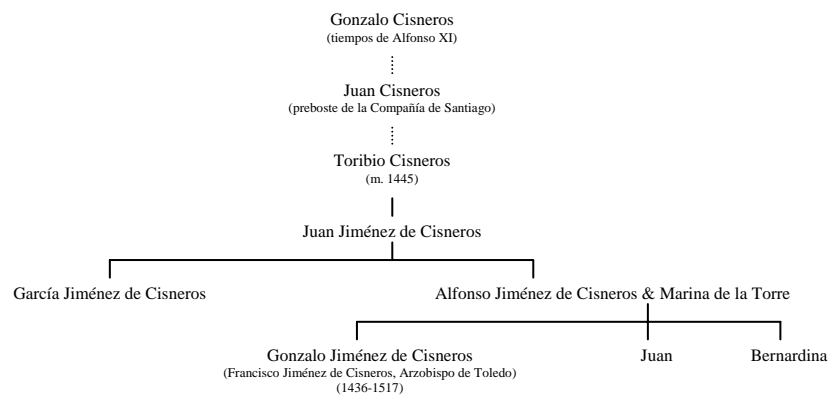 Gonzalo Cisneros
(tiempos de Alfonso XI)
Juan Cisneros
(preboste de la Compañía de Santiago)
Toribio Cisneros
(m. 1445)
Juan Jiménez de Cisneros
García Jiménez de Cisneros
Alfonso Jiménez de Cisneros & Marina de la Torre
Gonzalo Jiménez de Cisneros
(Francisco Jiménez de Cisneros, Arzobispo de Toledo)
(1436-1517)
Juan
Bernardina